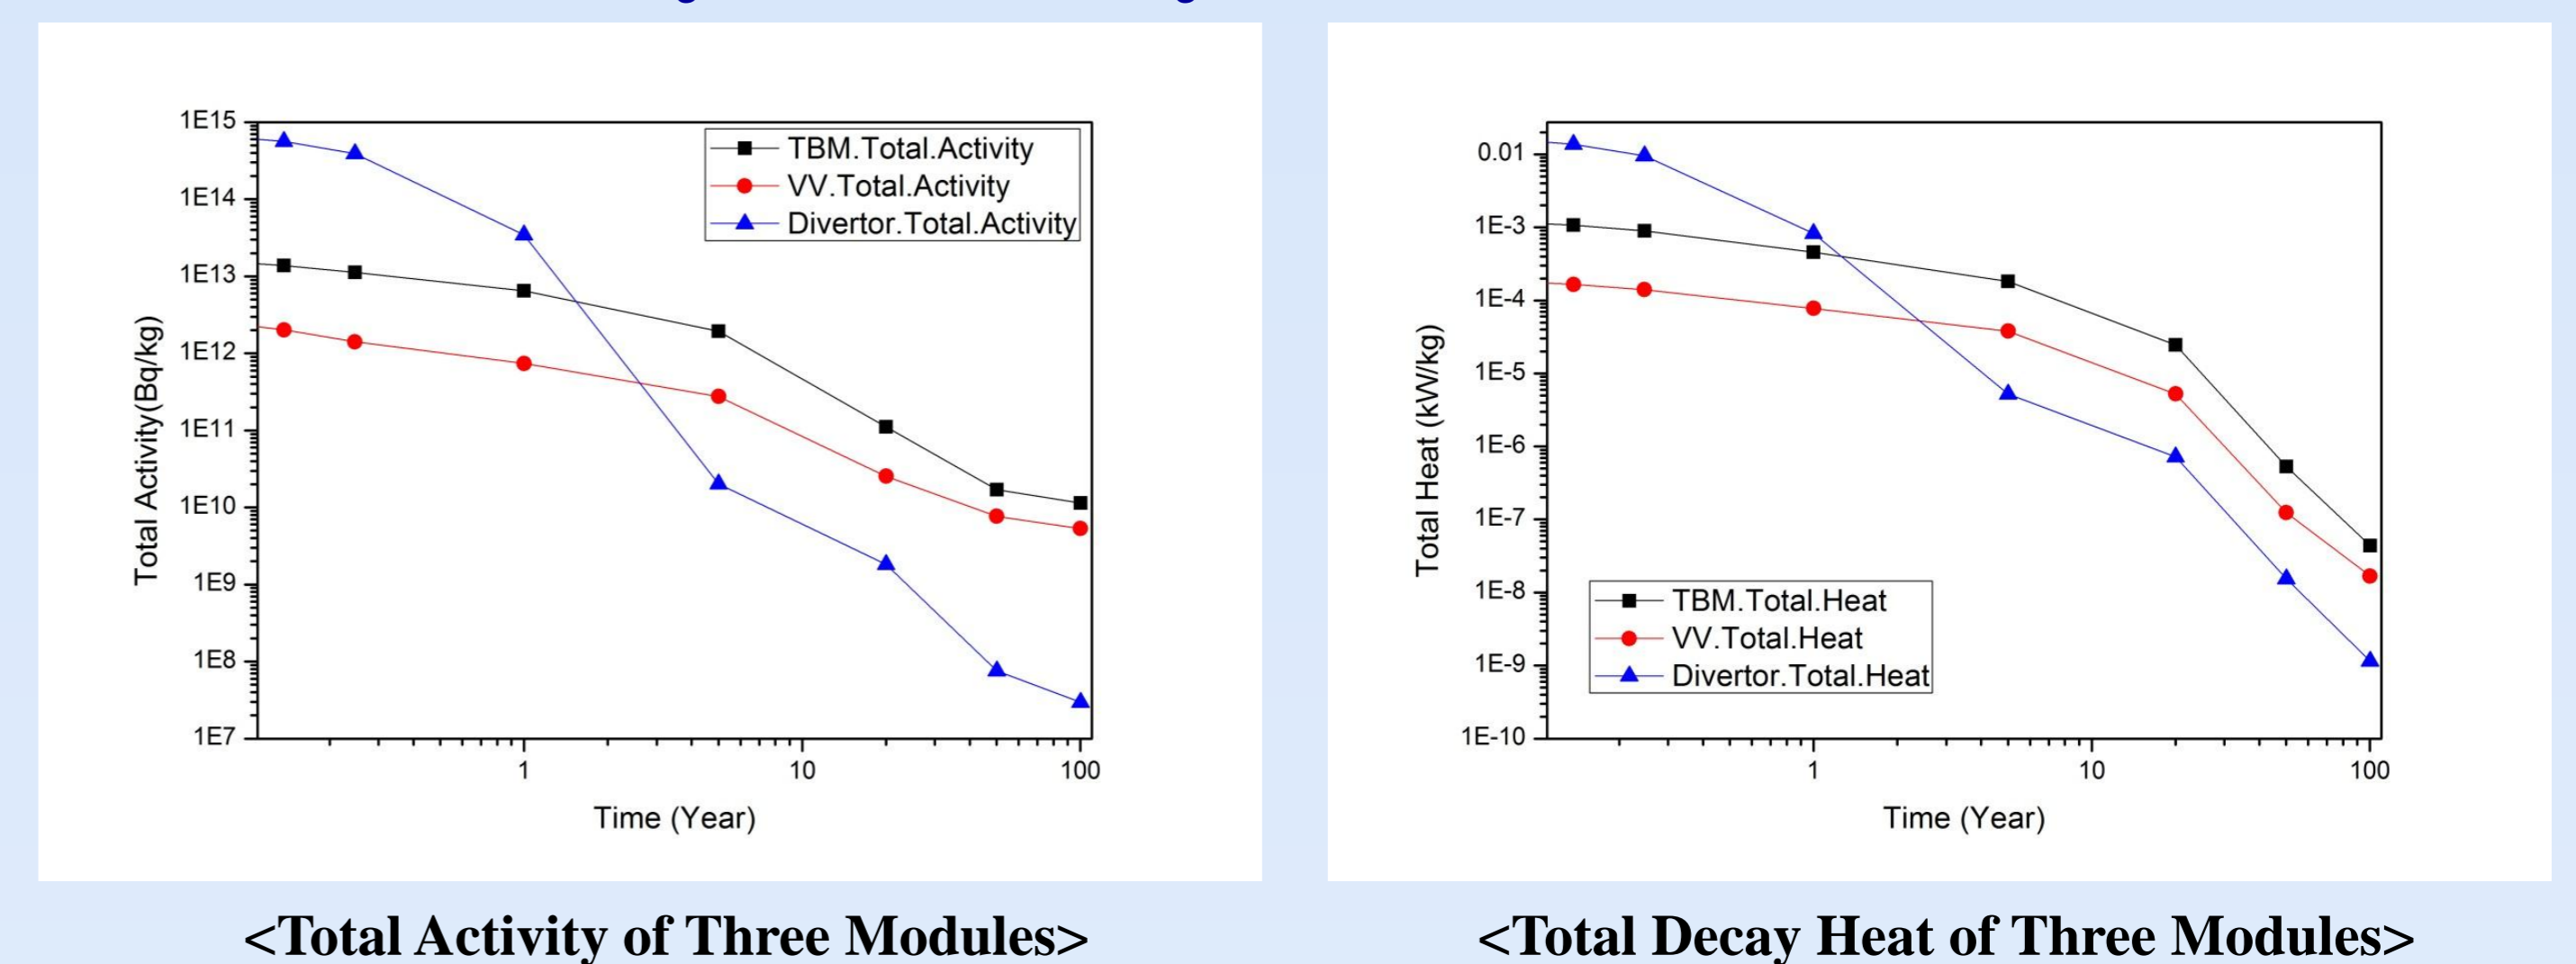 1E15
1E14
1E13
1E12
1E11
1E10
1E9
1E8
1E7
Total Activity(Bq/kg)
TBM.Total.Activity
VV.Total.Activity
Divertor.Total.Activity
1 10 100
Time (Year)
<Total Activity of Three Modules>
0.01
1E-3
1E-4
1E-5
1E-6
1E-7
1E-8
1E-9
1E-10
Total Heat (kW/kg)
TBM.Total.Heat
VV.Total.Heat
Divertor.Total.Heat
1 10 100
Time (Year)
<Total Decay Heat of Three Modules>